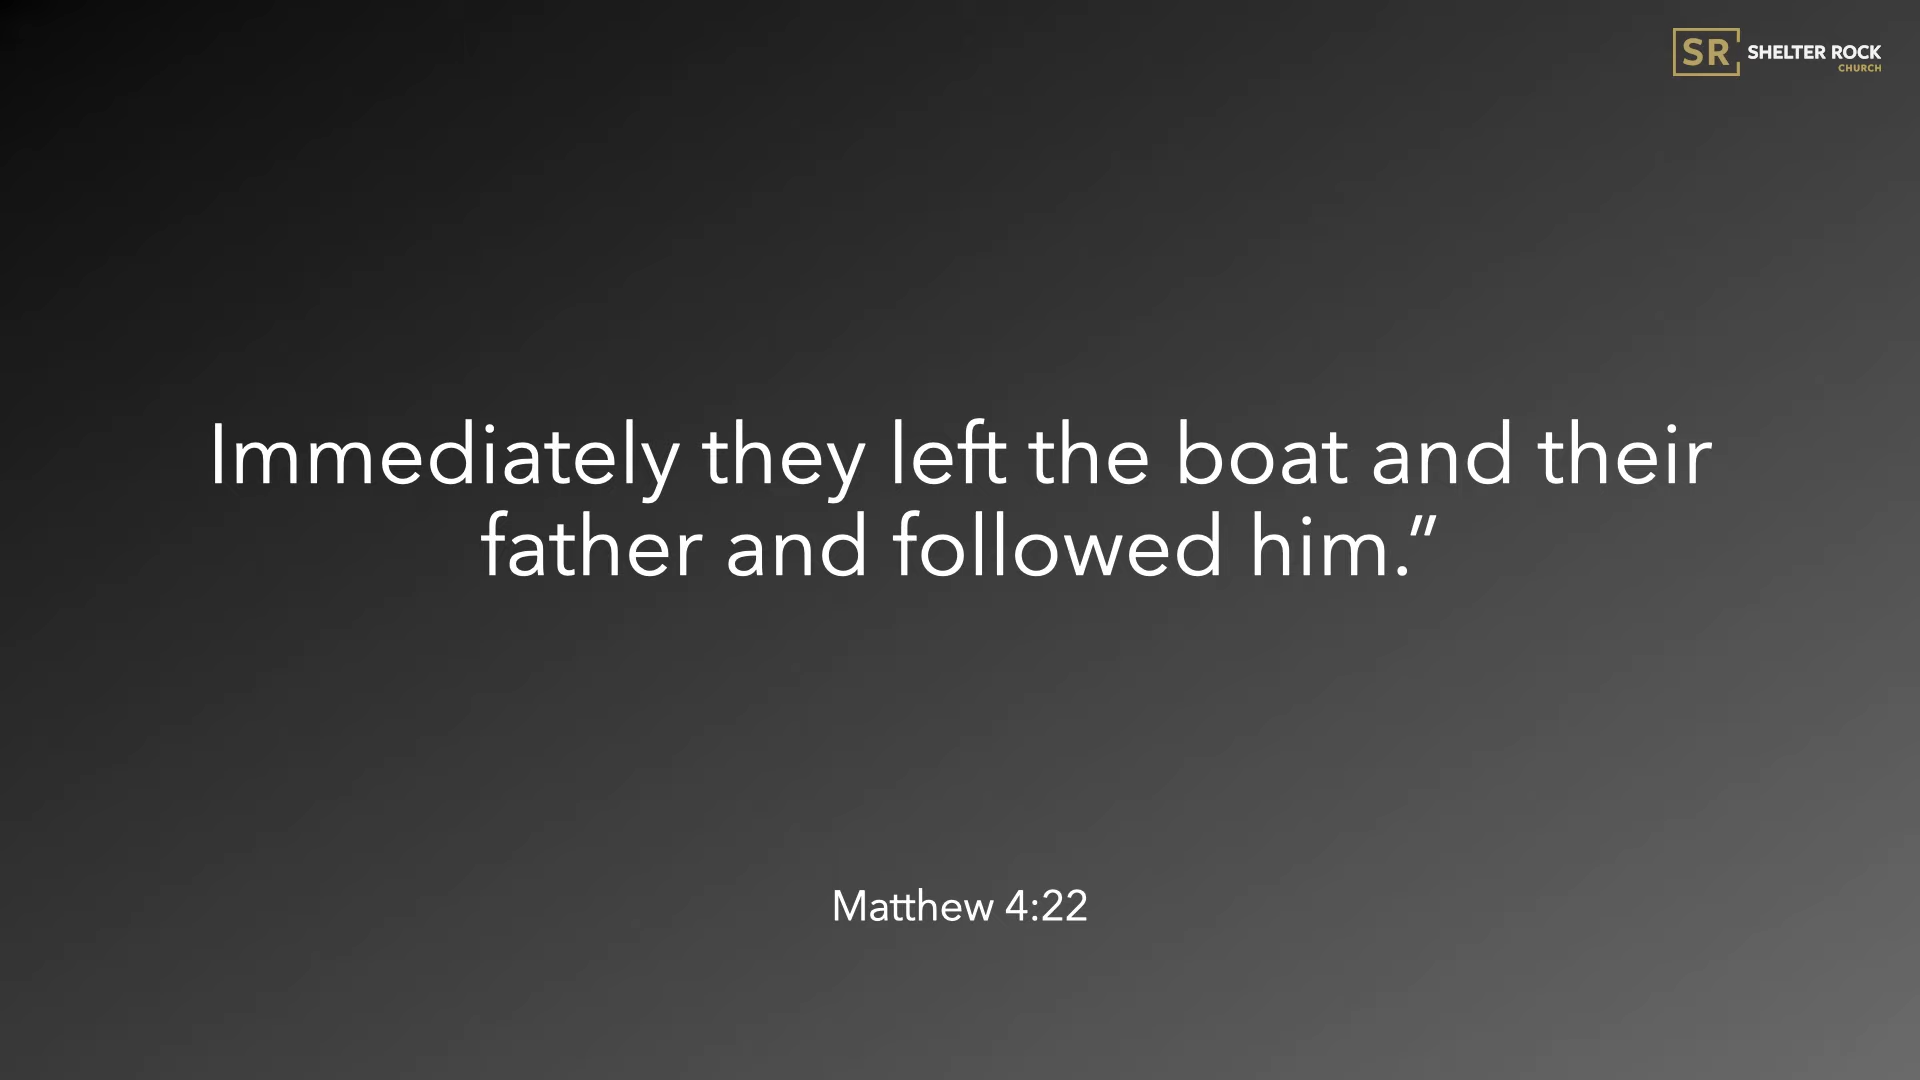 SR SHELTER ROCK
CHURCH
Immediately they left the boat and their
father and followed him.”
Matthew 4:22